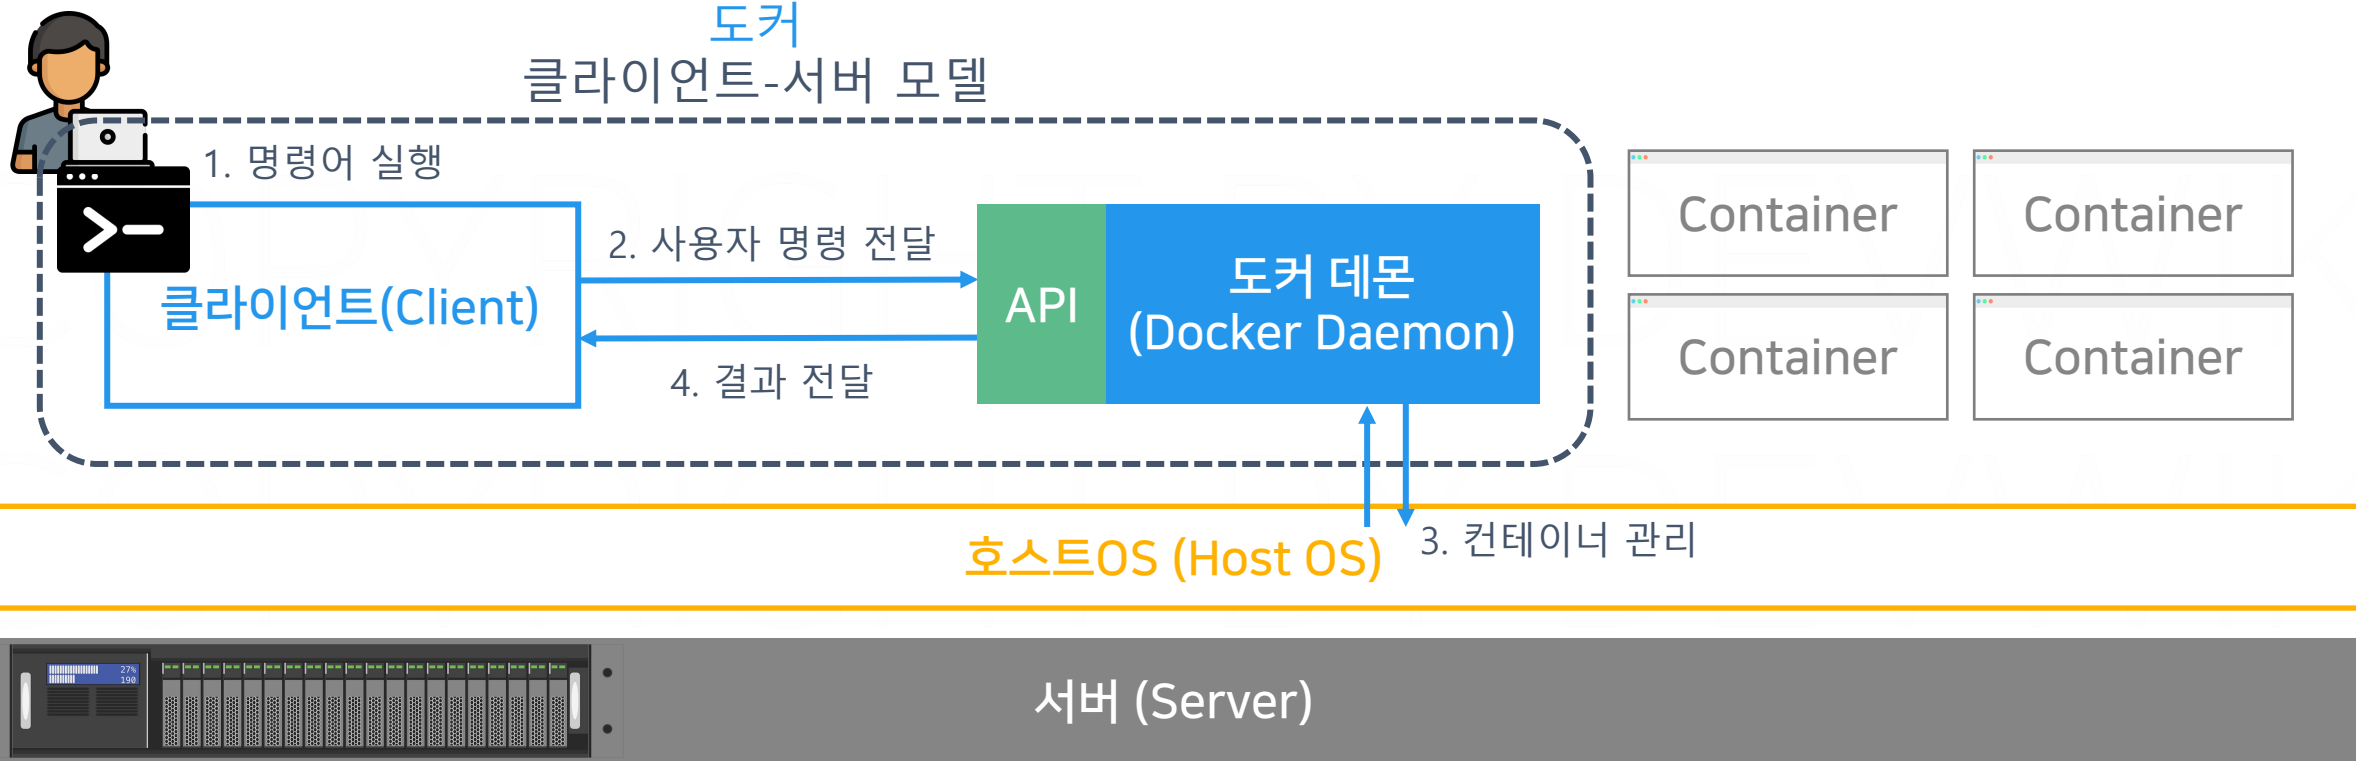 도커
클라이언트-서버 모델
1. 명령어 실행
클라이언트(Client)
2. 사용자 명령 전달
4. 결과 전달
API
도커 데몬
(Docker Daemon)
Container
Container
Container
Container
호스트OS (Host OS)
3. 컨테이너 관리
27%
190
서버 (Server)